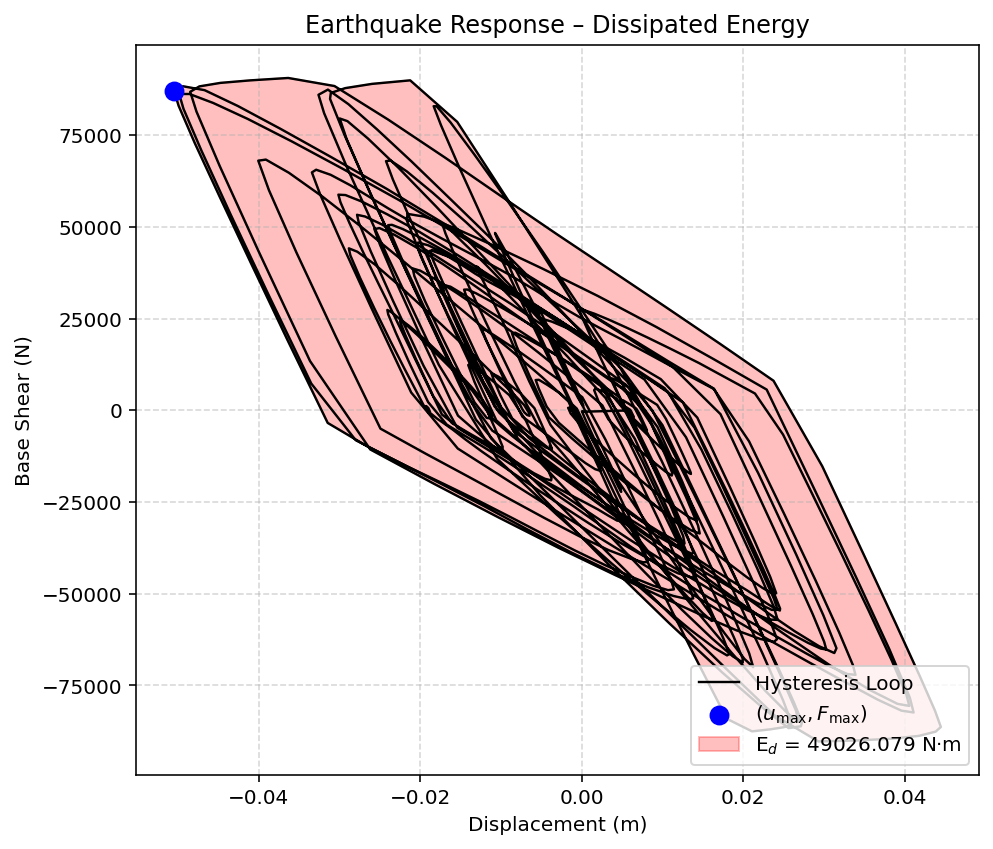 Earthquake Response – Dissipated Energy
Base Shear (N)
75000
50000
25000
0
−25000
−50000
−75000
−0.04
−0.02
0.00
0.02
0.04
Displacement (m)
Hysteresis Loop
(u_max, F_max)
E_d = 49026.079 N·m